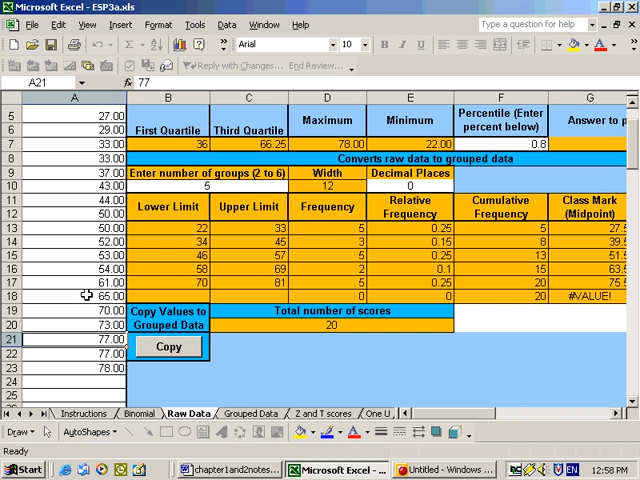 Microsoft Excel - ESP3a.xls
File Edit View Insert Format Tools Data Window Help
Type a question for help
Arial 10 B I U
Reply with Changes... End Review...
A21 fx 77
A B C D E F G
5 27.00 Maximum Minimum Percentile (Enter percent below) Answer to p
6 29.00 First Quartile Third Quartile
7 33.00 36 66.25 78.00 22.00 0.8
8 33.00 Converts raw data to grouped data
9 37.00 Enter number of groups (2 to 6) Width Decimal Places
10 43.00 5 12 0
11 44.00 Lower Limit Upper Limit Frequency Relative Frequency Cumulative Frequency Class Mark (Midpoint)
12 50.00
13 50.00 22 33 5 0.25 5 27.5
14 52.00 34 45 3 0.15 8 39.5
15 53.00 46 57 5 0.25 13 51.5
16 54.00 58 69 2 0.1 15 63.5
17 61.00 70 81 5 0.25 20 75.5
18 65.00 0 0 20 #VALUE!
19 70.00 Copy Values to Grouped Data Total number of scores
20 73.00 20
21 77.00 Copy
22 77.00
23 78.00
24
25
Instructions Binomial Raw Data Grouped Data Z and T scores One U
Draw AutoShapes
Ready
Start chapter1and2notes... Microsoft Excel - ... Untitled - Windows ... EN 12:58 PM